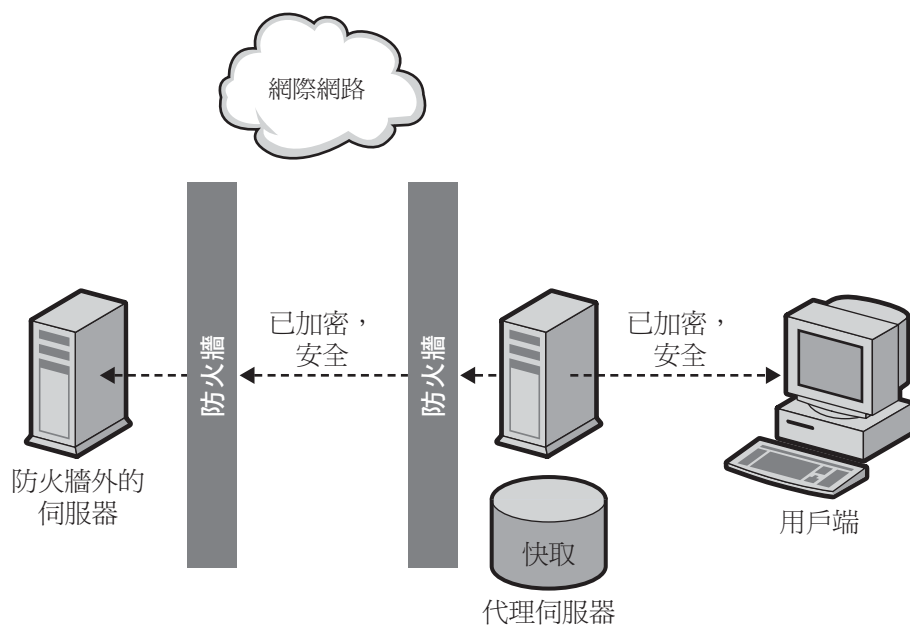 網際網路
防火牆
防火牆
已加密，
安全
已加密，
安全
防火牆外的
伺服器
用戶端
快取
代理伺服器